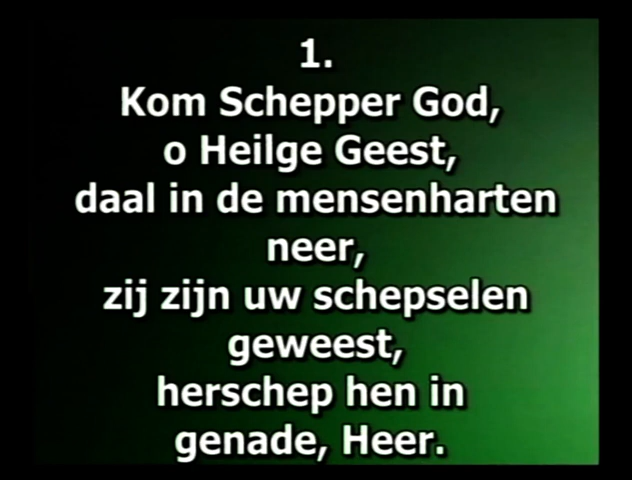 1.
Kom Schepper God,
o Heilge Geest,
daal in de mensenharten
neer,
zij zijn uw schepselen
geweest,
herschep hen in
genade, Heer.